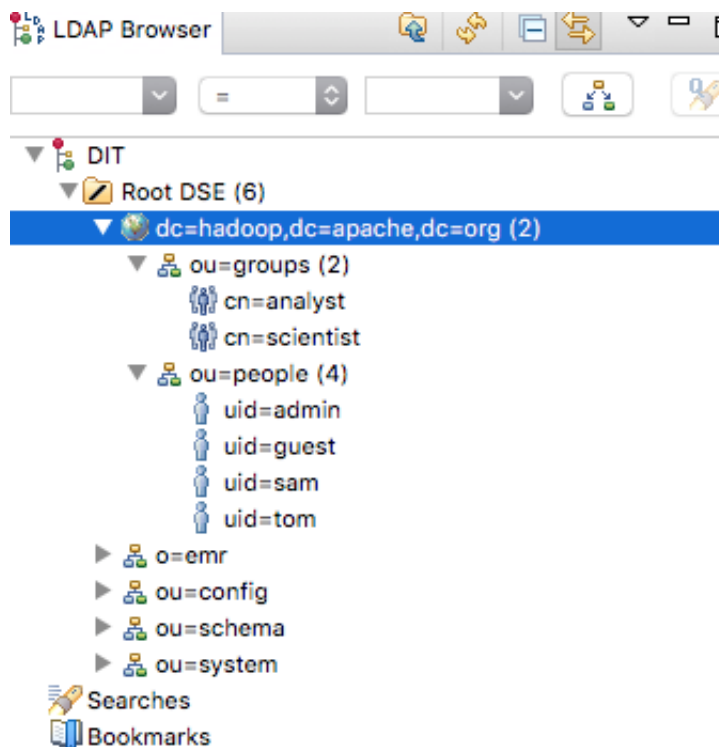 LDAP Browser
=
DIT
Root DSE (6)
dc=hadoop,dc=apache,dc=org (2)
ou=groups (2)
cn=analyst
cn=scientist
ou=people (4)
uid=admin
uid=guest
uid=sam
uid=tom
o=emr
ou=config
ou=schema
ou=system
Searches
Bookmarks